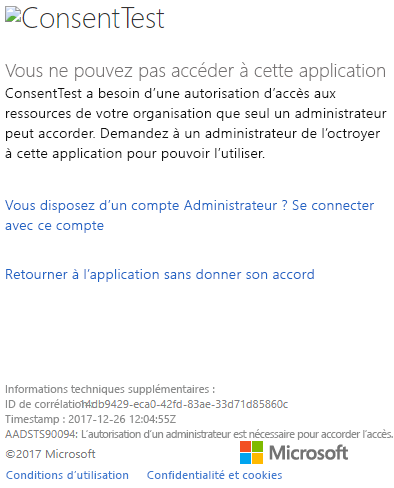 ConsentTest
Vous ne pouvez pas accéder à cette application
ConsentTest a besoin d'une autorisation d'accès aux
ressources de votre organisation que seul un administrateur
peut accorder. Demandez à un administrateur de l'octroyer
à cette application pour pouvoir l'utiliser.
Vous disposez d'un compte Administrateur ? Se connecter
avec ce compte
Retourner à l'application sans donner son accord
Informations techniques supplémentaires :
ID de corrélation : 14db9429-eca0-42fd-83ae-33d71d85860c
Timestamp : 2017-12-26 12:04:55Z
AADSTS90094: L'autorisation d'un administrateur est nécessaire pour accorder l'accès.
©2017 Microsoft
Microsoft
Conditions d'utilisation Confidentialité et cookies